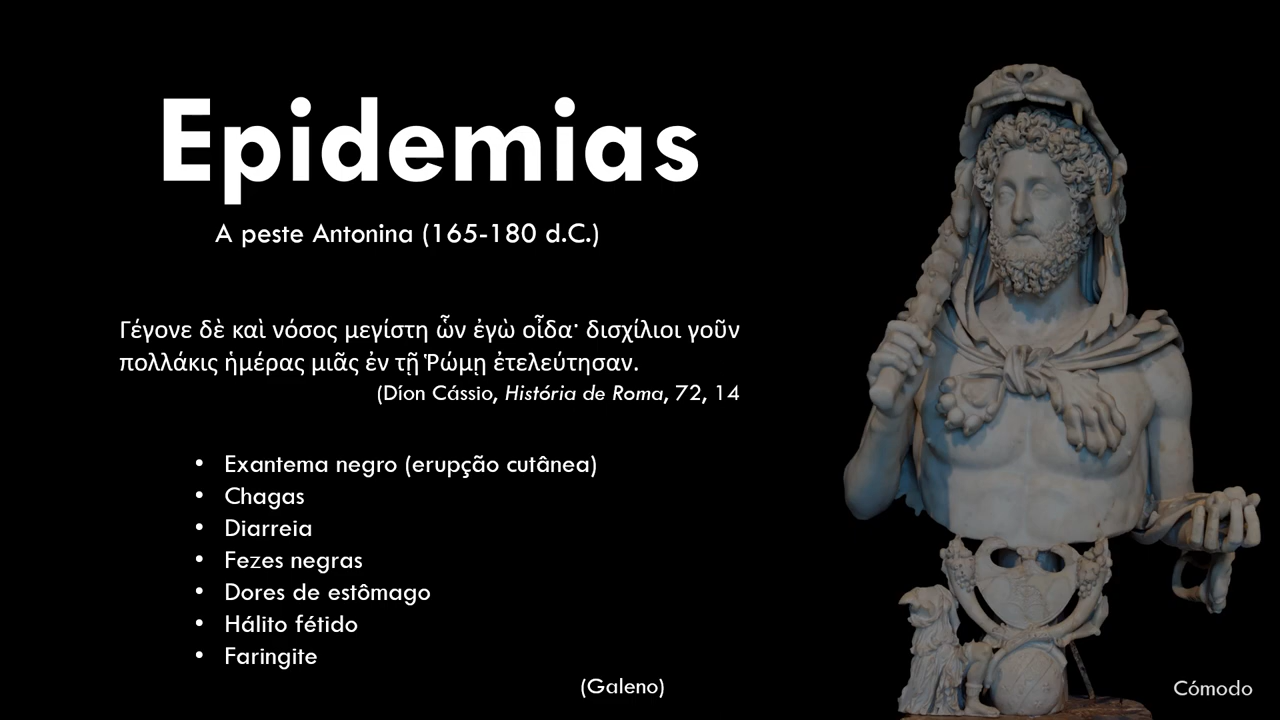 Epidemias
A peste Antonina (165-180 d.C.)
Γέγονε δὲ καὶ νόσος μεγίστη ὧν ἐγὼ οἶδα· δισχίλιοι γοῦν
πολλάκις ἡμέρας μιᾶς ἐν τῇ Ῥώμῃ ἐτελεύτησαν.
(Díon Cássio, História de Roma, 72, 14
• Exantema negro (erupção cutânea)
• Chagas
• Diarreia
• Fezes negras
• Dores de estômago
• Hálito fétido
• Faringite
(Galeno)
Cómodo